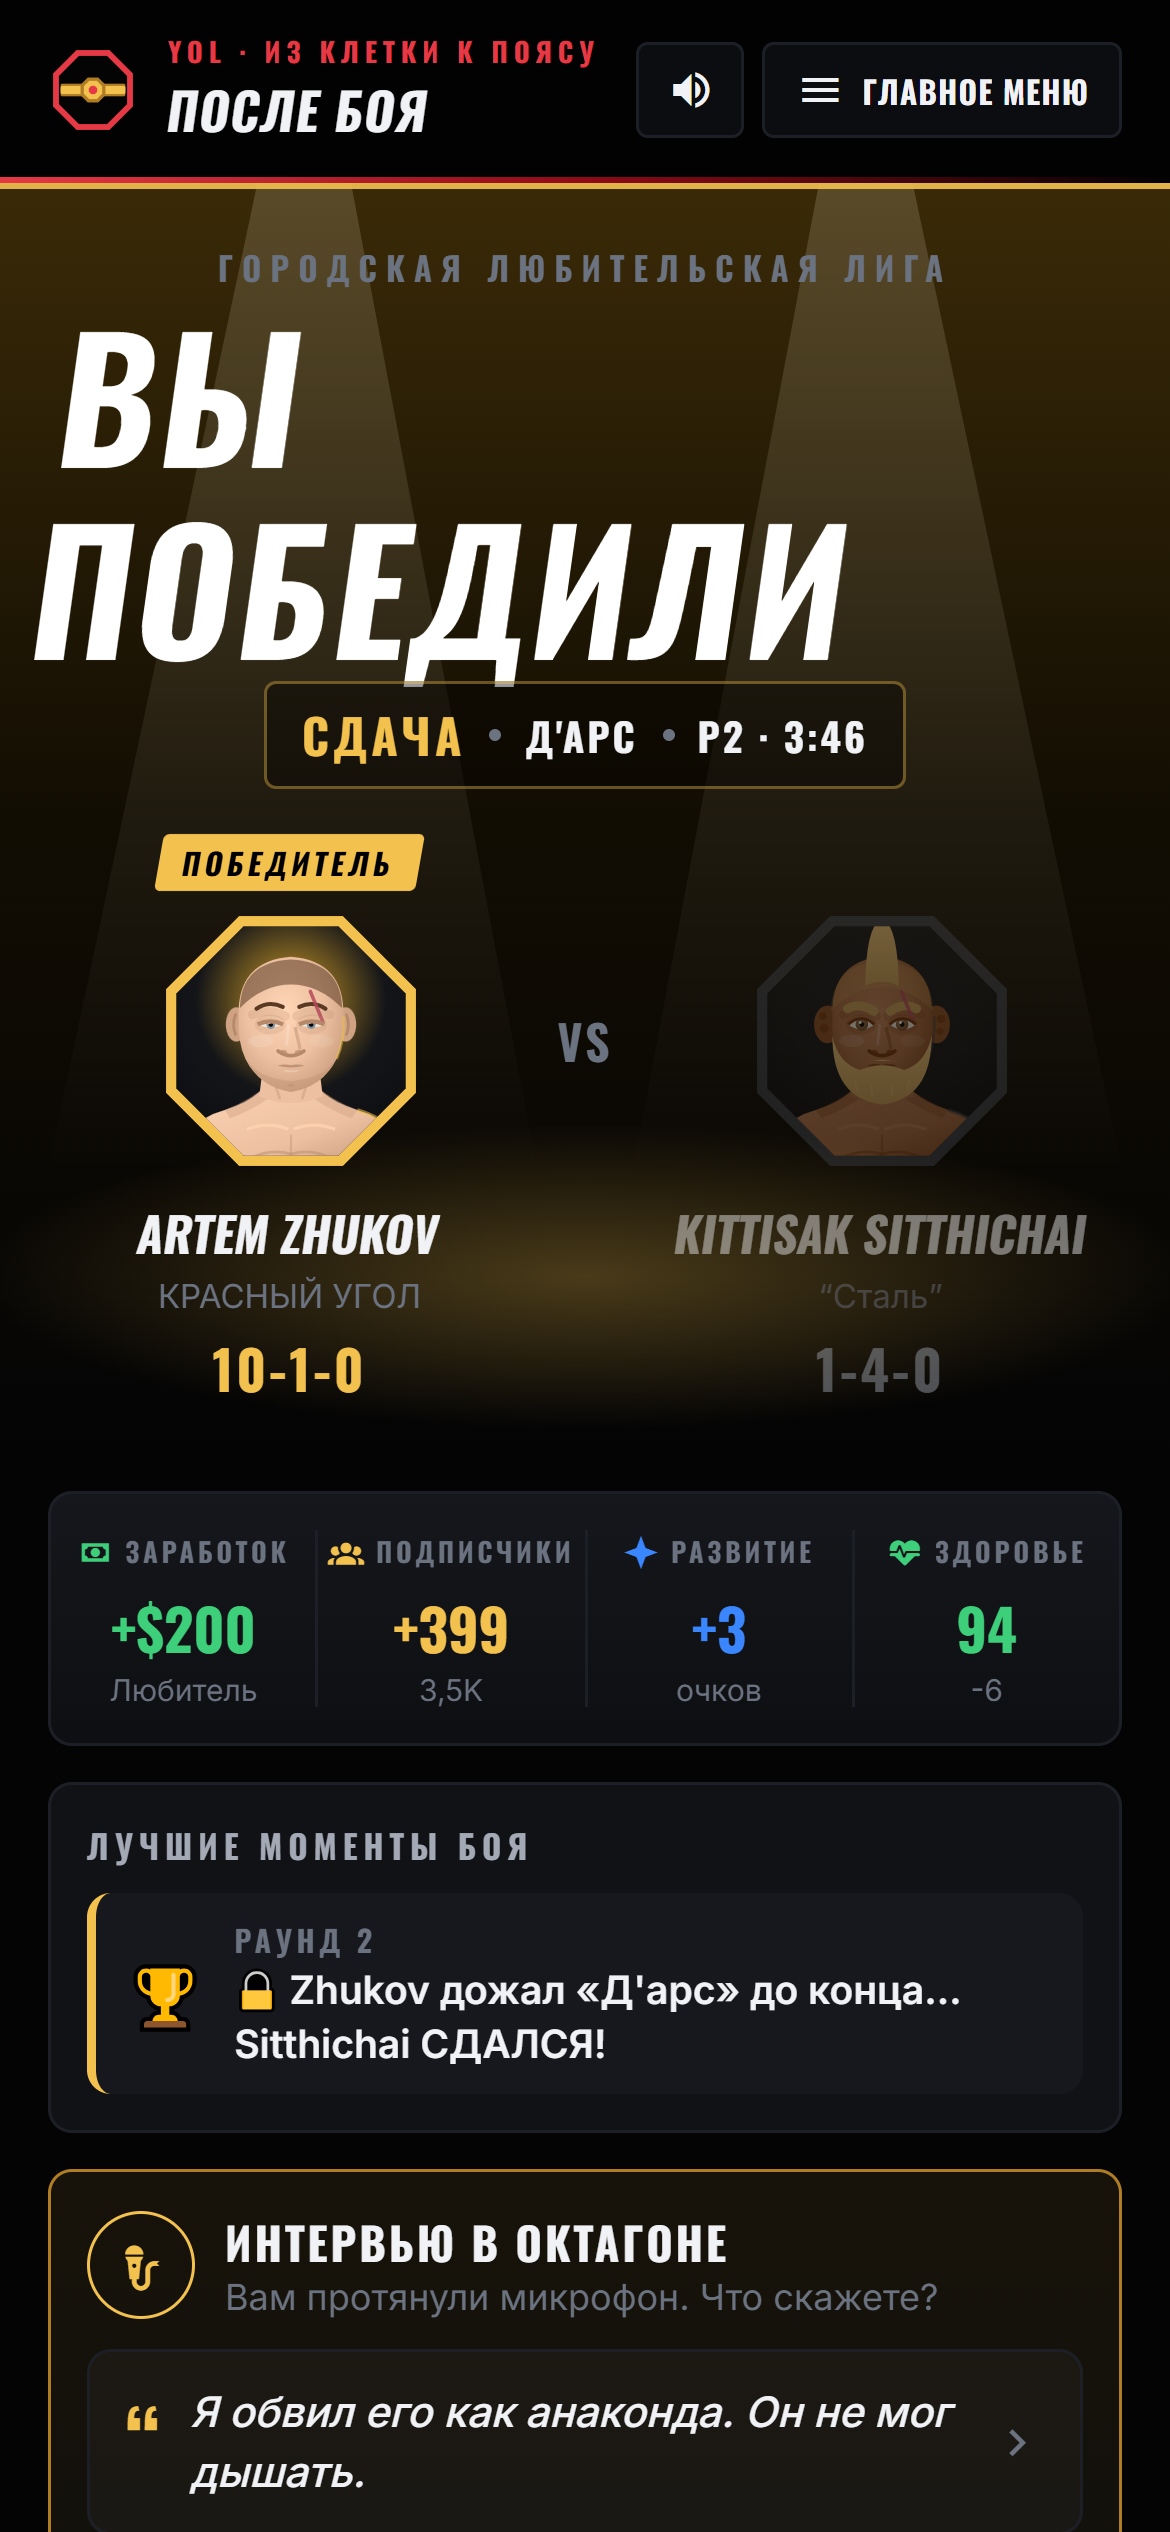 YOL · ИЗ КЛЕТКИ К ПОЯСУ
ПОСЛЕ БОЯ
ГЛАВНОЕ МЕНЮ
ГОРОДСКАЯ ЛЮБИТЕЛЬСКАЯ ЛИГА
ВЫ
ПОБЕДИЛИ
СДАЧА • Д'АРС • Р2 · 3:46
ПОБЕДИТЕЛЬ
VS
ARTEM ZHUKOV
КРАСНЫЙ УГОЛ
10-1-0
KITTISAK SITTHICHAI
“Сталь”
1-4-0
ЗАРАБОТОК
+$200
Любитель
ПОДПИСЧИКИ
+399
3,5K
РАЗВИТИЕ
+3
очков
ЗДОРОВЬЕ
94
-6
ЛУЧШИЕ МОМЕНТЫ БОЯ
РАУНД 2
🔒 Zhukov дожал «Д'арс» до конца...
Sitthichai СДАЛСЯ!
ИНТЕРВЬЮ В ОКТАГОНЕ
Вам протянули микрофон. Что скажете?
“ Я обвил его как анаконда. Он не мог
дышать.